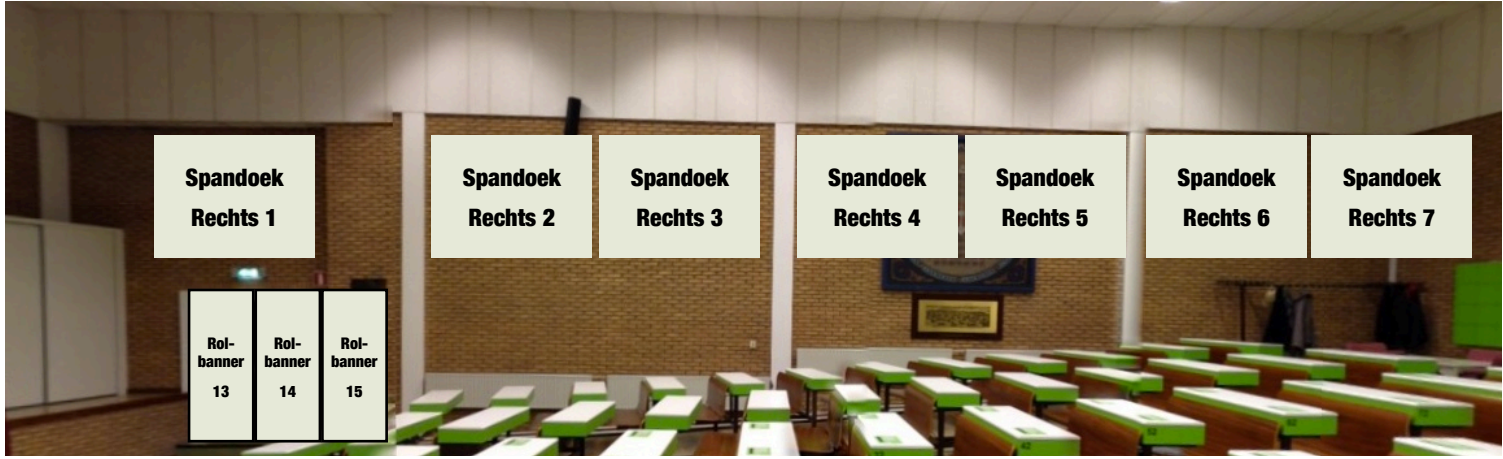 Spandoek
Rechts 1
Spandoek
Rechts 2
Spandoek
Rechts 3
Spandoek
Rechts 4
Spandoek
Rechts 5
Spandoek
Rechts 6
Spandoek
Rechts 7
Rol-
banner
13
Rol-
banner
14
Rol-
banner
15